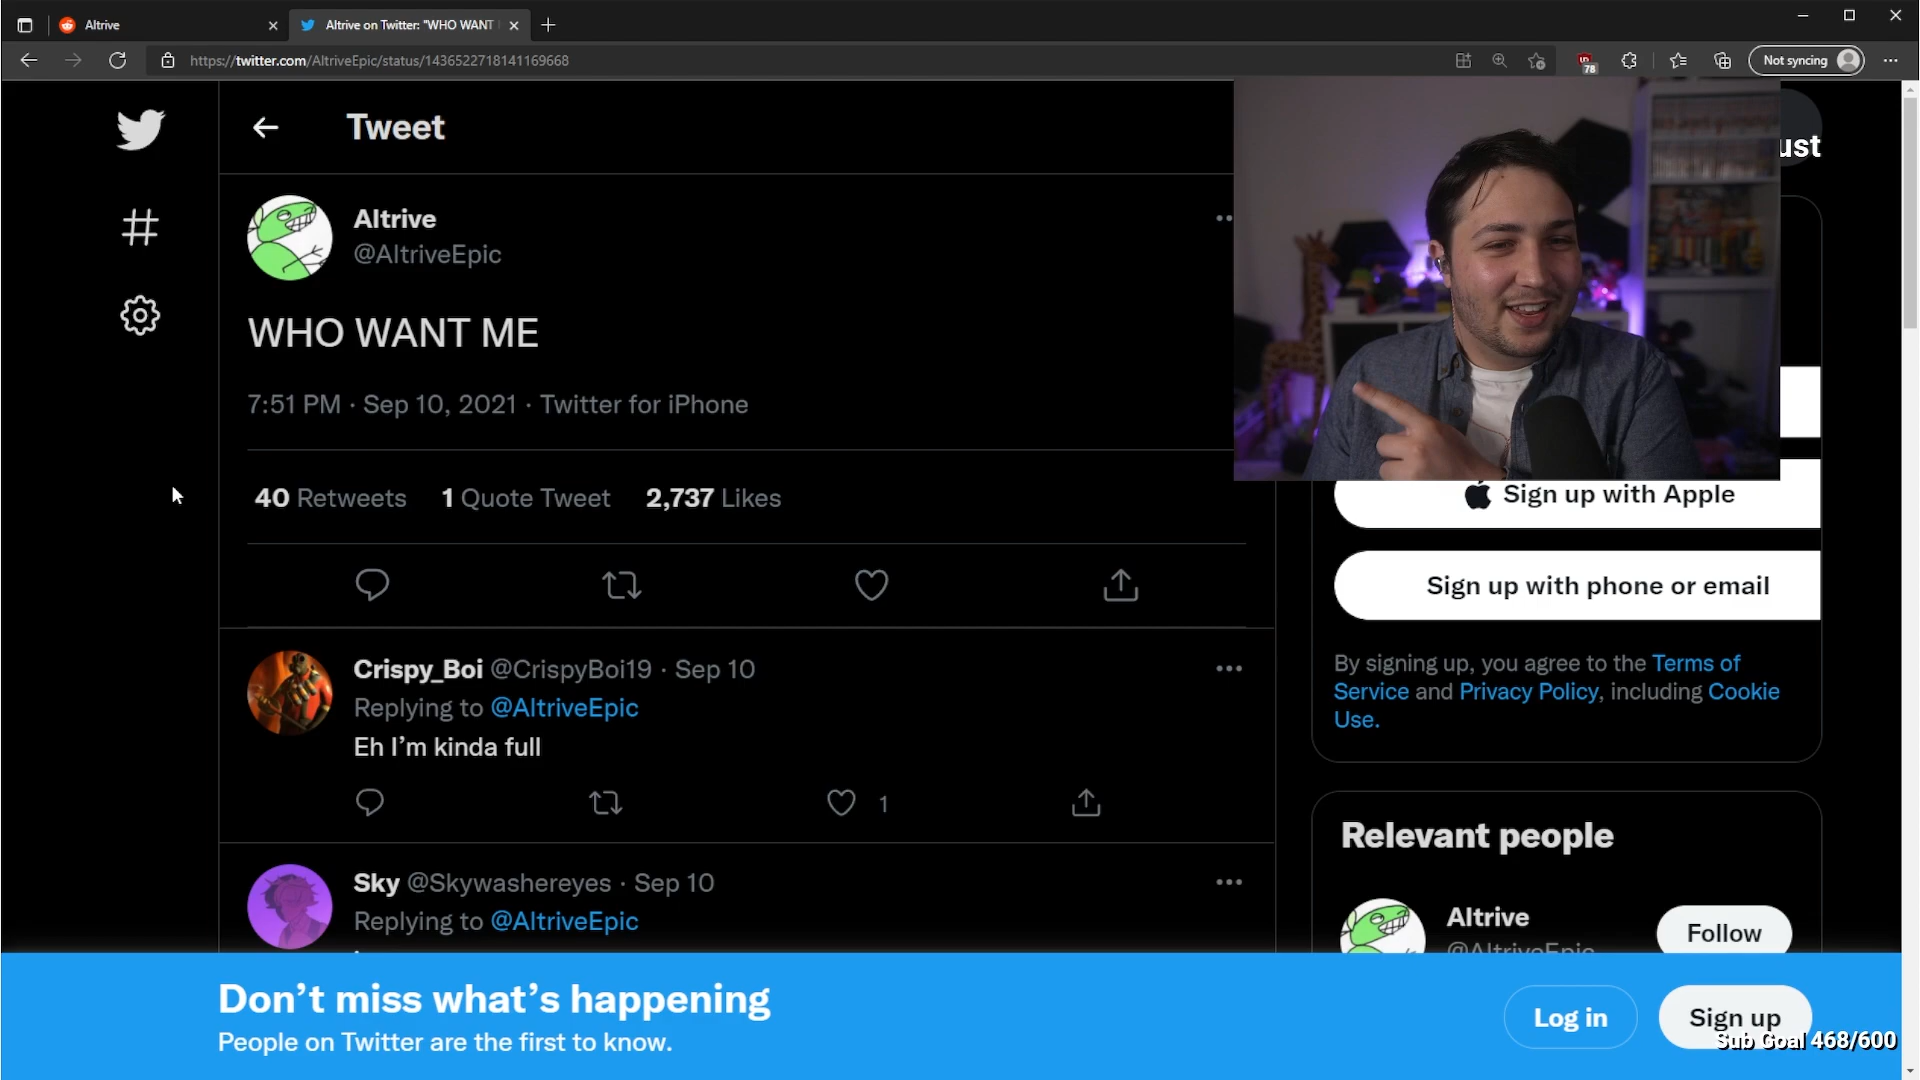 Altrive
Altrive on Twitter: "WHO WANT
https://twitter.com/AltriveEpic/status/1436522718141169668
78
Not syncing
Tweet
ust
Altrive
@AltriveEpic
WHO WANT ME
7:51 PM · Sep 10, 2021 · Twitter for iPhone
40 Retweets 1 Quote Tweet 2,737 Likes
Crispy_Boi @CrispyBoi19 · Sep 10
Replying to @AltriveEpic
Eh I'm kinda full
1
Sky @Skywashereyes · Sep 10
Replying to @AltriveEpic
Sign up with Apple
Sign up with phone or email
By signing up, you agree to the Terms of
Service and Privacy Policy, including Cookie
Use.
Relevant people
Altrive
@AltriveEpic
Follow
Don't miss what's happening
People on Twitter are the first to know.
Log in
Sign up
Sub Goal 468/600